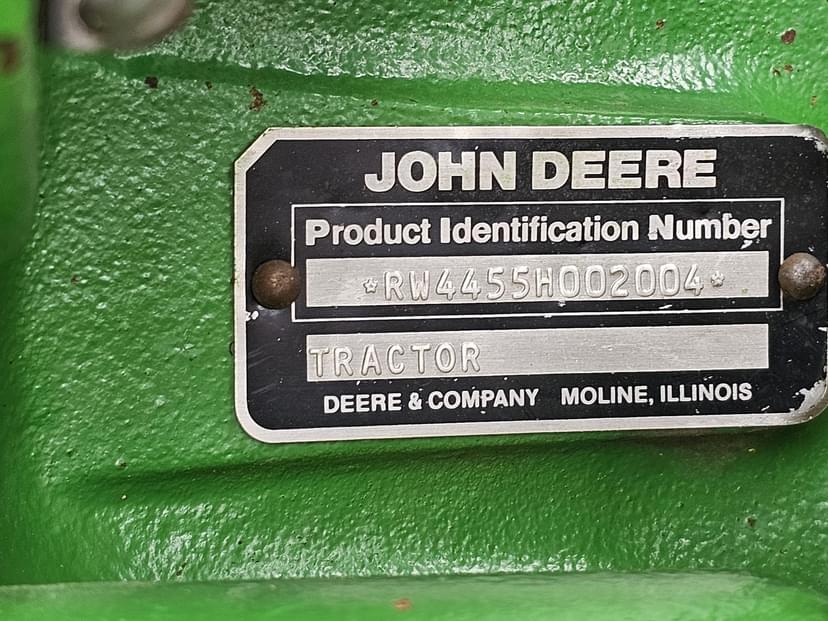 JOHN DEERE
Product Identification Number
*RW4455H002004*
TRACTOR
DEERE & COMPANY MOLINE, ILLINOIS